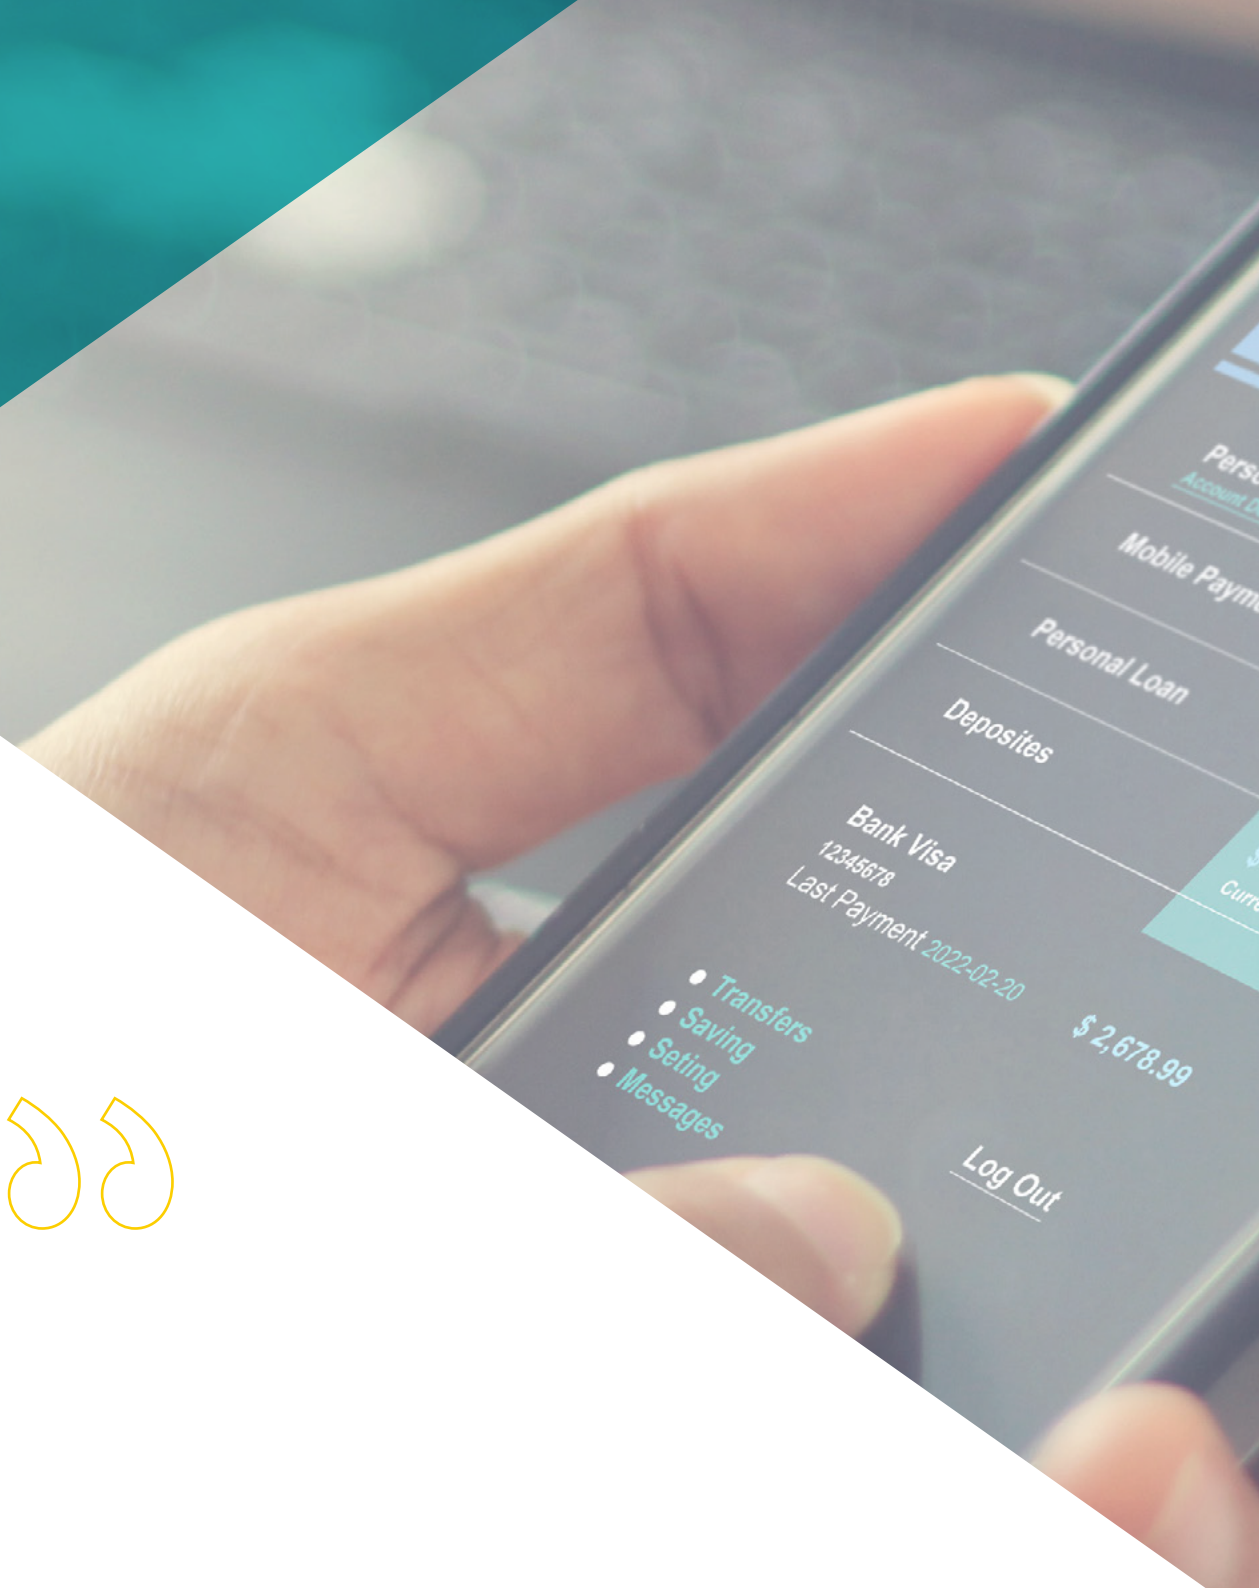 Account
Mobile
Personal Loan
Deposites
Bank Visa
12345678
Last Payment 2022-02-20
Transfers
Saving
Seting
Messages
$ 2,678.99
Log Out